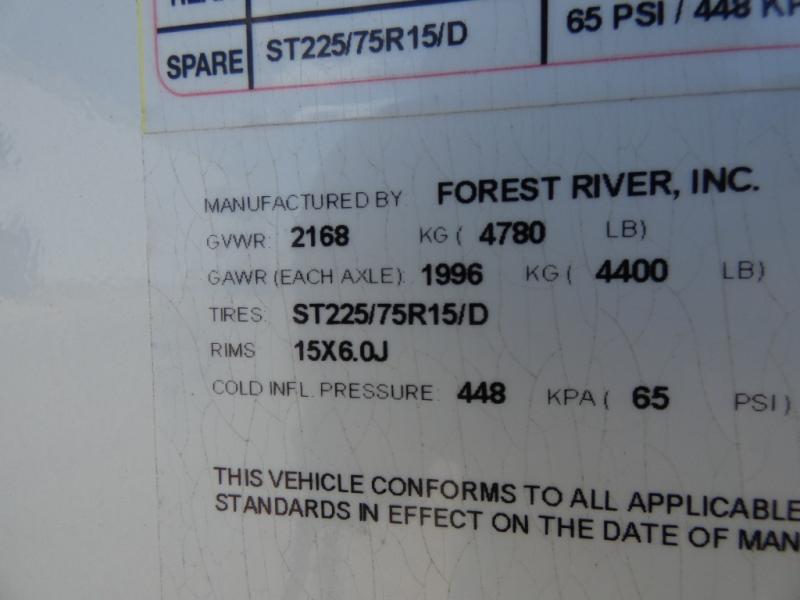 SPARE ST225/75R15/D 65 PSI / 448
MANUFACTURED BY: FOREST RIVER, INC.
GVWR: 2168 KG ( 4780 LB)
GAWR (EACH AXLE): 1996 KG ( 4400 LB)
TIRES: ST225/75R15/D
RIMS 15X6.0J
COLD INFL. PRESSURE: 448 KPA ( 65 PSI)
THIS VEHICLE CONFORMS TO ALL APPLICABLE
STANDARDS IN EFFECT ON THE DATE OF MAN